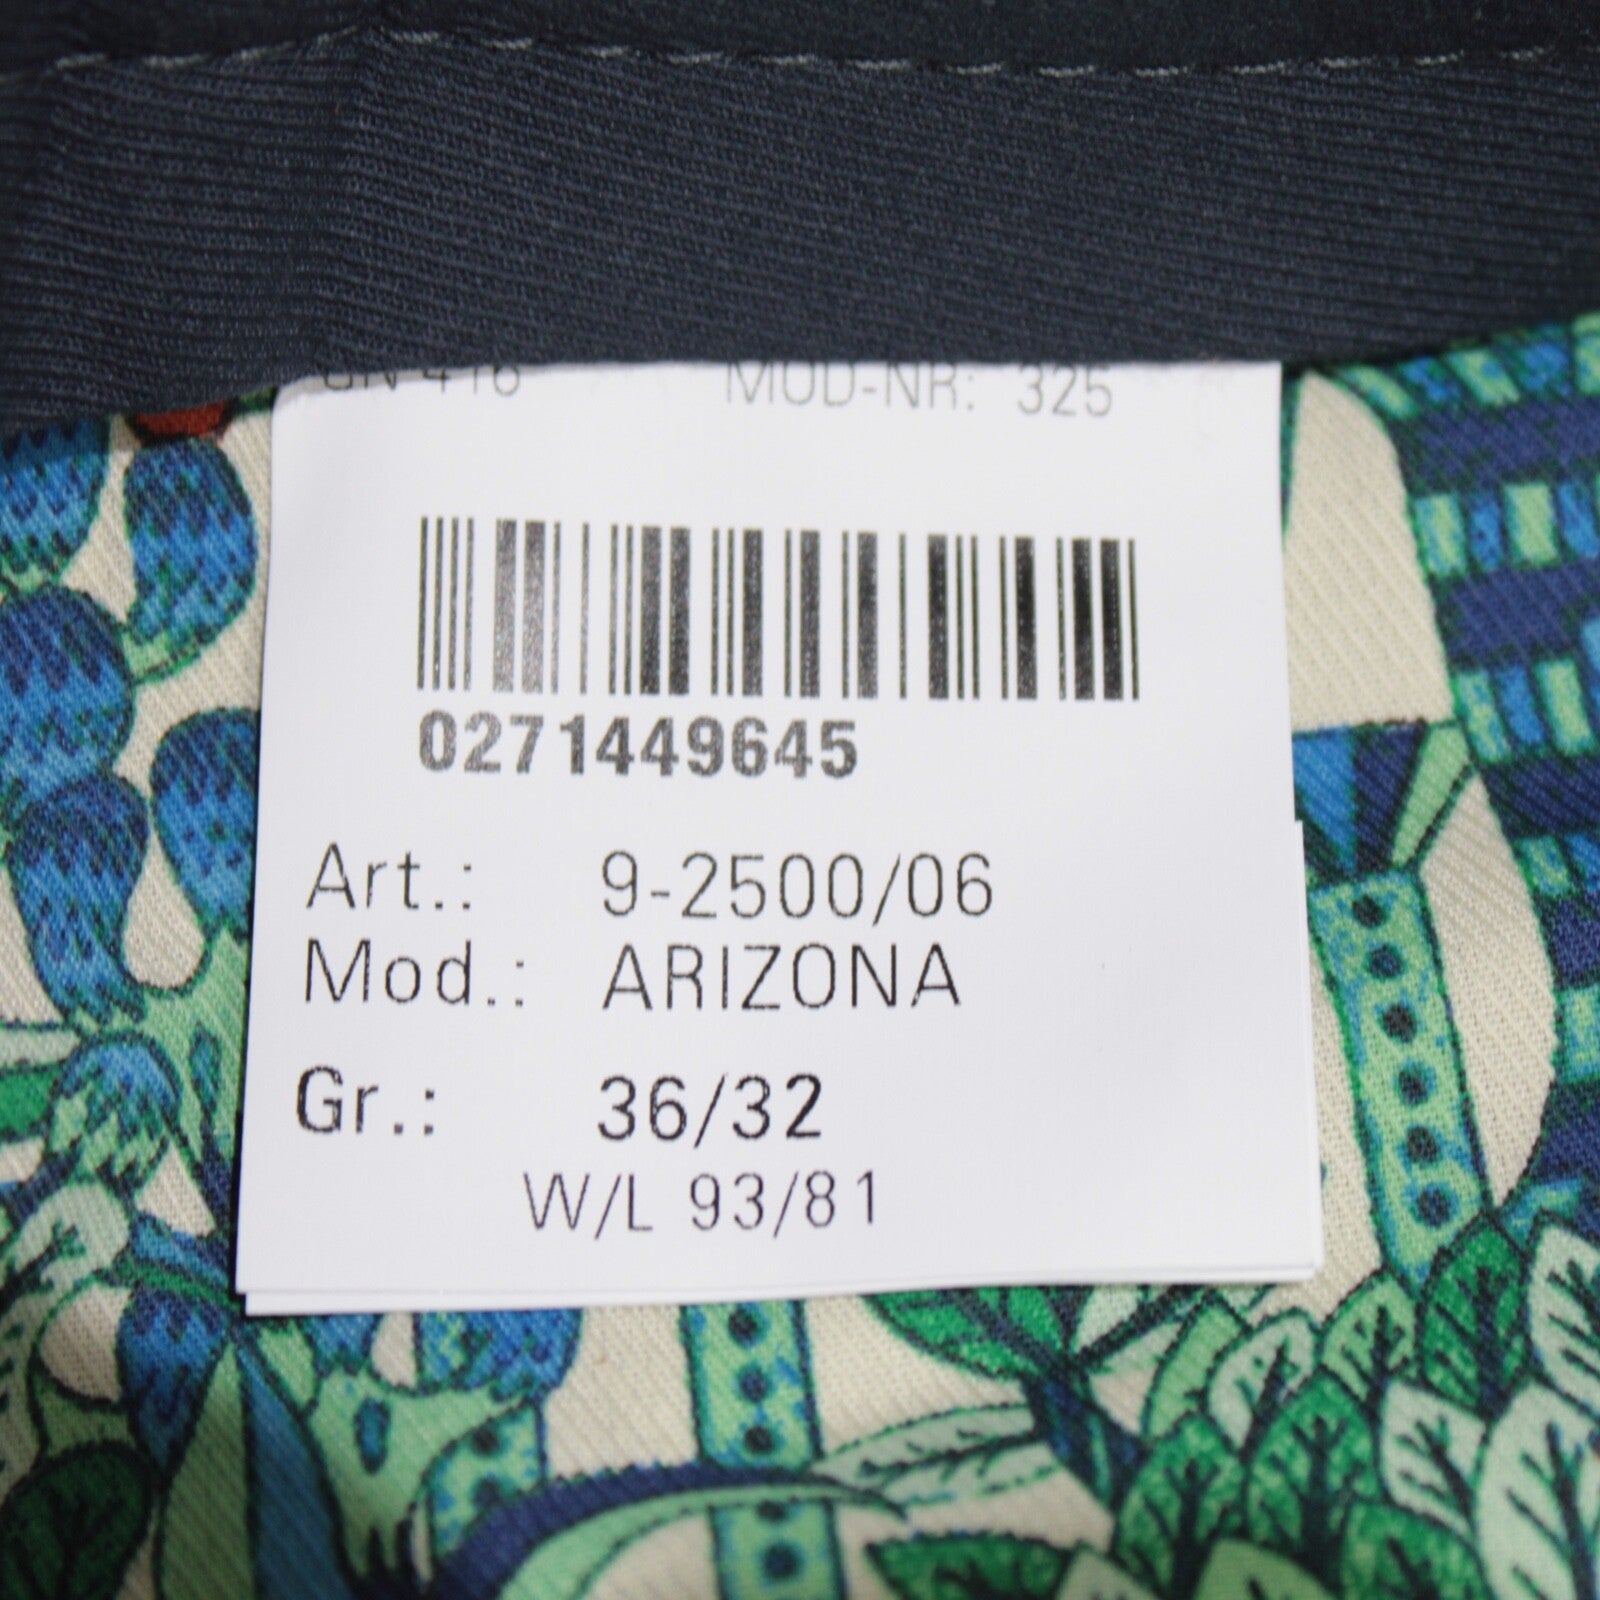 MOD-NR: 325
0271449645
Art.: 9-2500/06
Mod.: ARIZONA
Gr.: 36/32
W/L 93/81